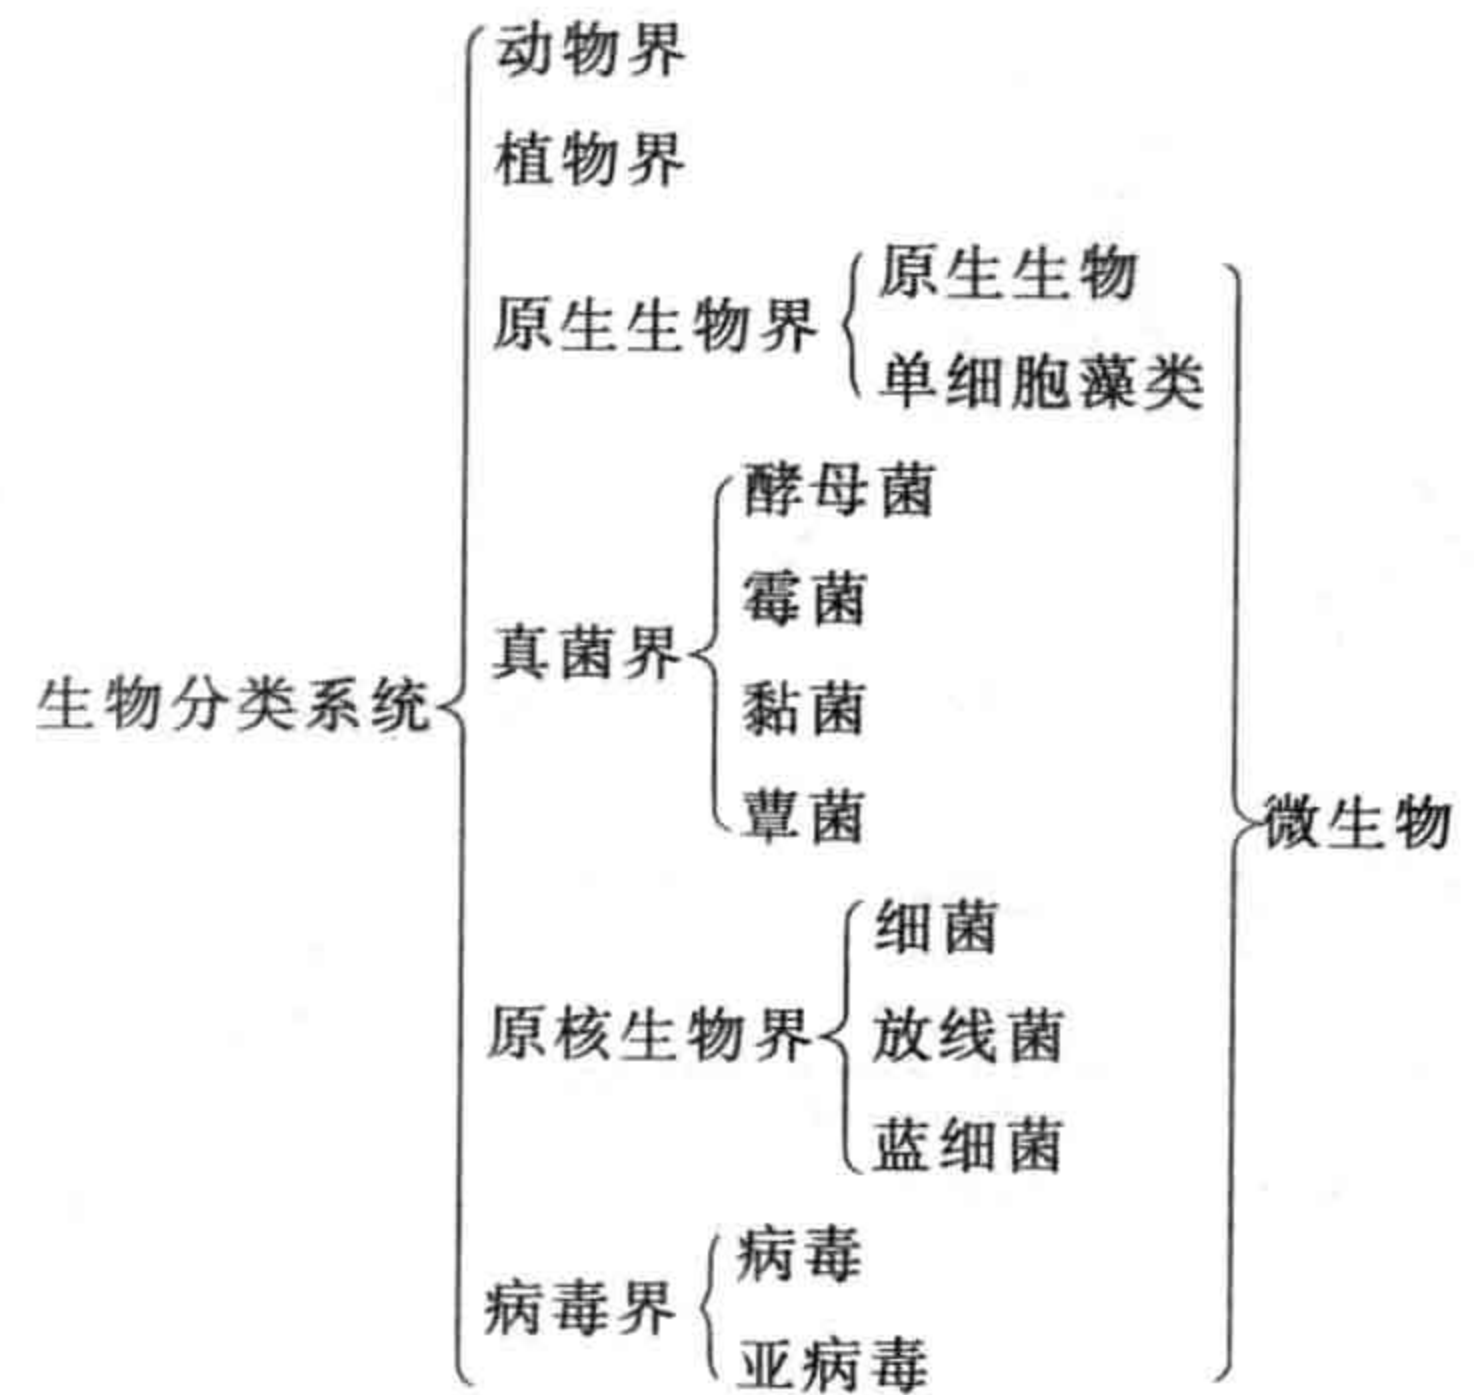 动物界
植物界
原生生物界
原生生物
单细胞藻类
真菌界
酵母菌
霉菌
黏菌
蕈菌
生物分类系统
原核生物界
细菌
放线菌
蓝细菌
病毒界
病毒
亚病毒
微生物